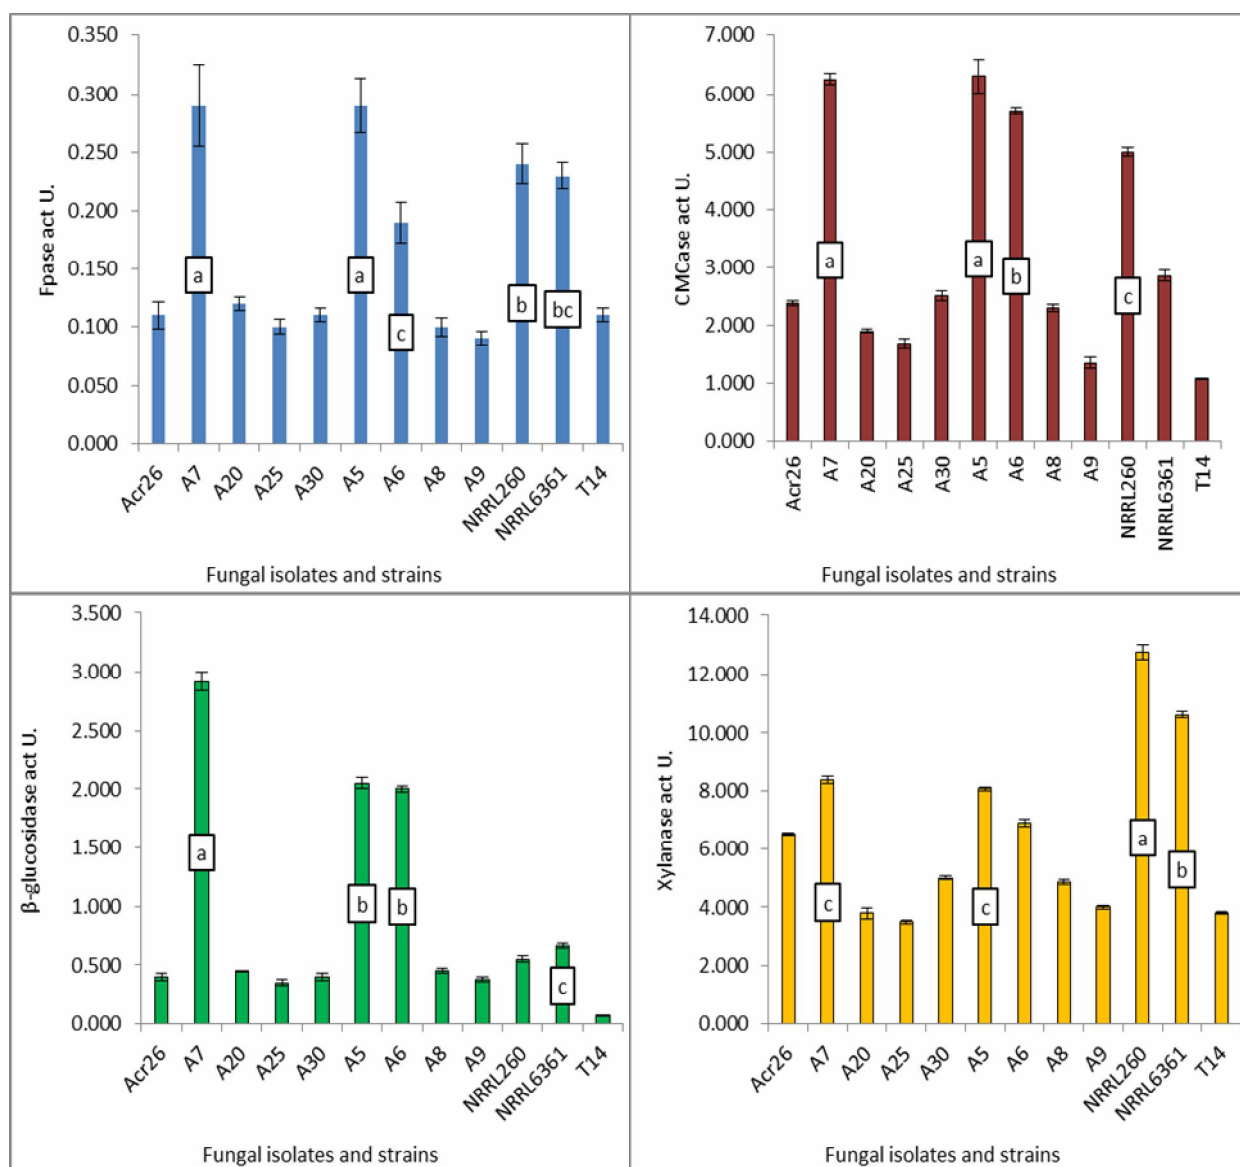 0.350
0.300
0.250
0.200
0.150
0.100
0.050
0.000
Fpase act U.
a
a
c
b
bc
Acr26
A7
A20
A25
A30
A5
A6
A8
A9
NRRL260
NRRL6361
T14
Fungal isolates and strains
7.000
6.000
5.000
4.000
3.000
2.000
1.000
0.000
CMCase act U.
a
a
b
c
Acr26
A7
A20
A25
A30
A5
A6
A8
A9
NRRL260
NRRL6361
T14
Fungal isolates and strains
3.500
3.000
2.500
2.000
1.500
1.000
0.500
0.000
β-glucosidase act U.
a
b
b
c
Acr26
A7
A20
A25
A30
A5
A6
A8
A9
NRRL260
NRRL6361
T14
Fungal isolates and strains
14.000
12.000
10.000
8.000
6.000
4.000
2.000
0.000
Xylanase act U.
c
c
a
b
Acr26
A7
A20
A25
A30
A5
A6
A8
A9
NRRL260
NRRL6361
T14
Fungal isolates and strains